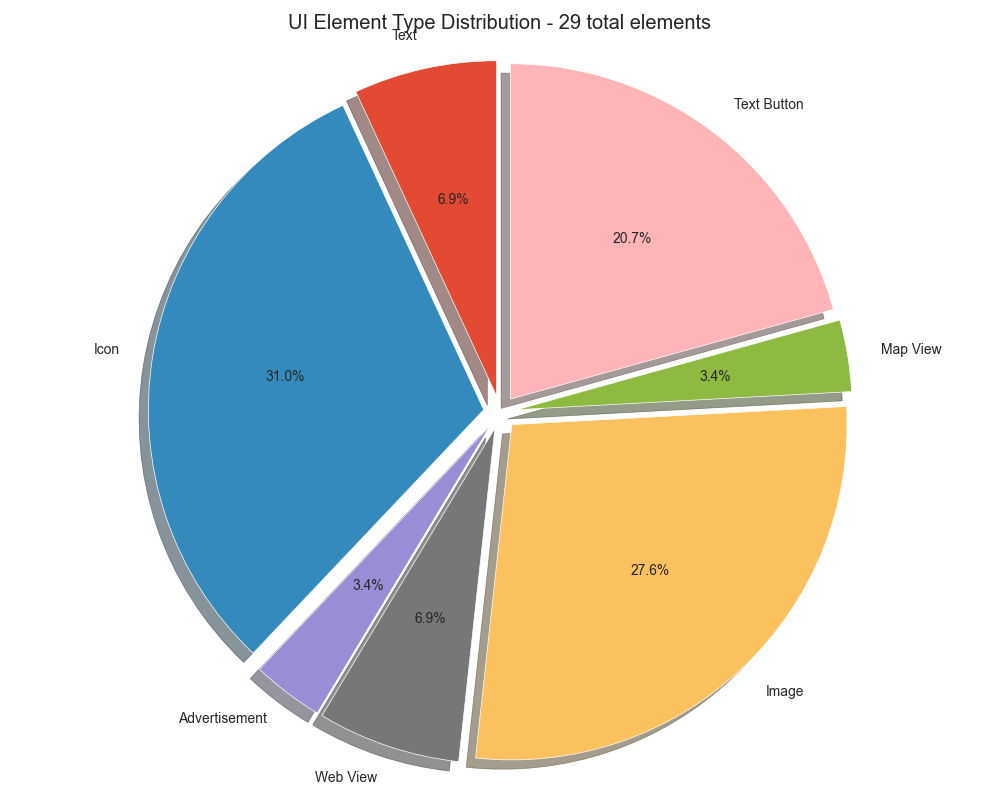 UI Element Type Distribution - 29 total elements
Text
Text Button
6.9%
20.7%
Icon
Map View
31.0%
3.4%
27.6%
3.4%
6.9%
Image
Advertisement
Web View